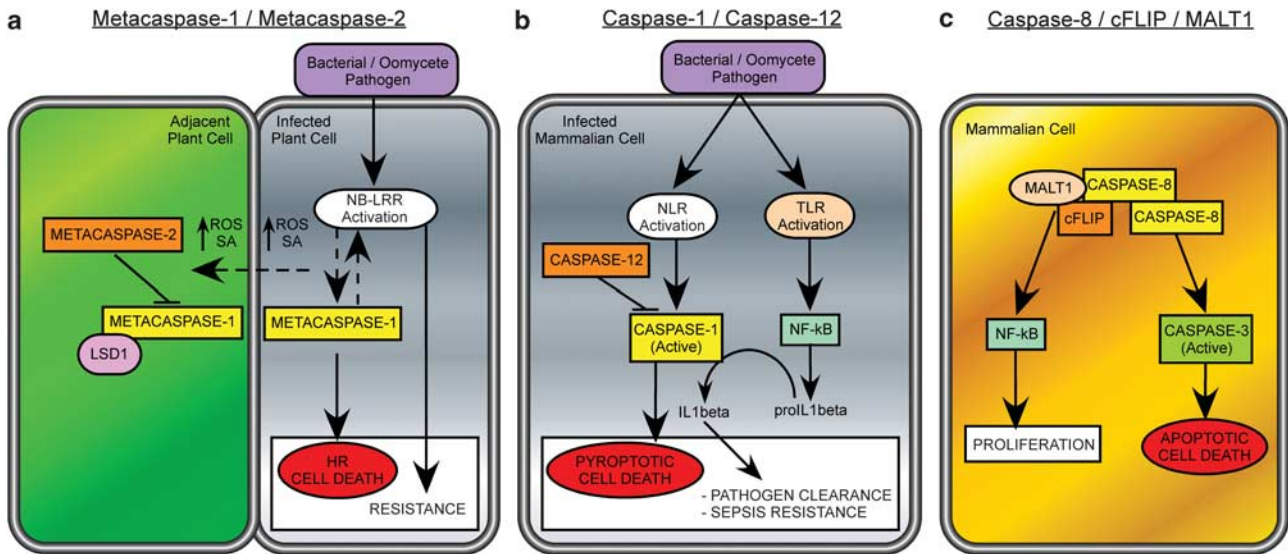 a
Metacaspase-1 / Metacaspase-2
Bacterial / Oomycete
Pathogen
Adjacent
Plant Cell
Infected
Plant Cell
NB-LRR
Activation
METACASPASE-2
ROS
SA
ROS
SA
METACASPASE-1
LSD1
METACASPASE-1
HR
CELL DEATH
RESISTANCE
b
Caspase-1 / Caspase-12
Bacterial / Oomycete
Pathogen
Infected
Mammalian Cell
NLR
Activation
TLR
Activation
CASPASE-12
CASPASE-1
(Active)
NF-kB
IL1beta
proIL1beta
PYROPTOTIC
CELL DEATH
- PATHOGEN CLEARANCE
- SEPSIS RESISTANCE
c
Caspase-8 / cFLIP / MALT1
Mammalian Cell
MALT1
CASPASE-8
cFLIP
CASPASE-8
NF-kB
CASPASE-3
(Active)
PROLIFERATION
APOPTOTIC
CELL DEATH